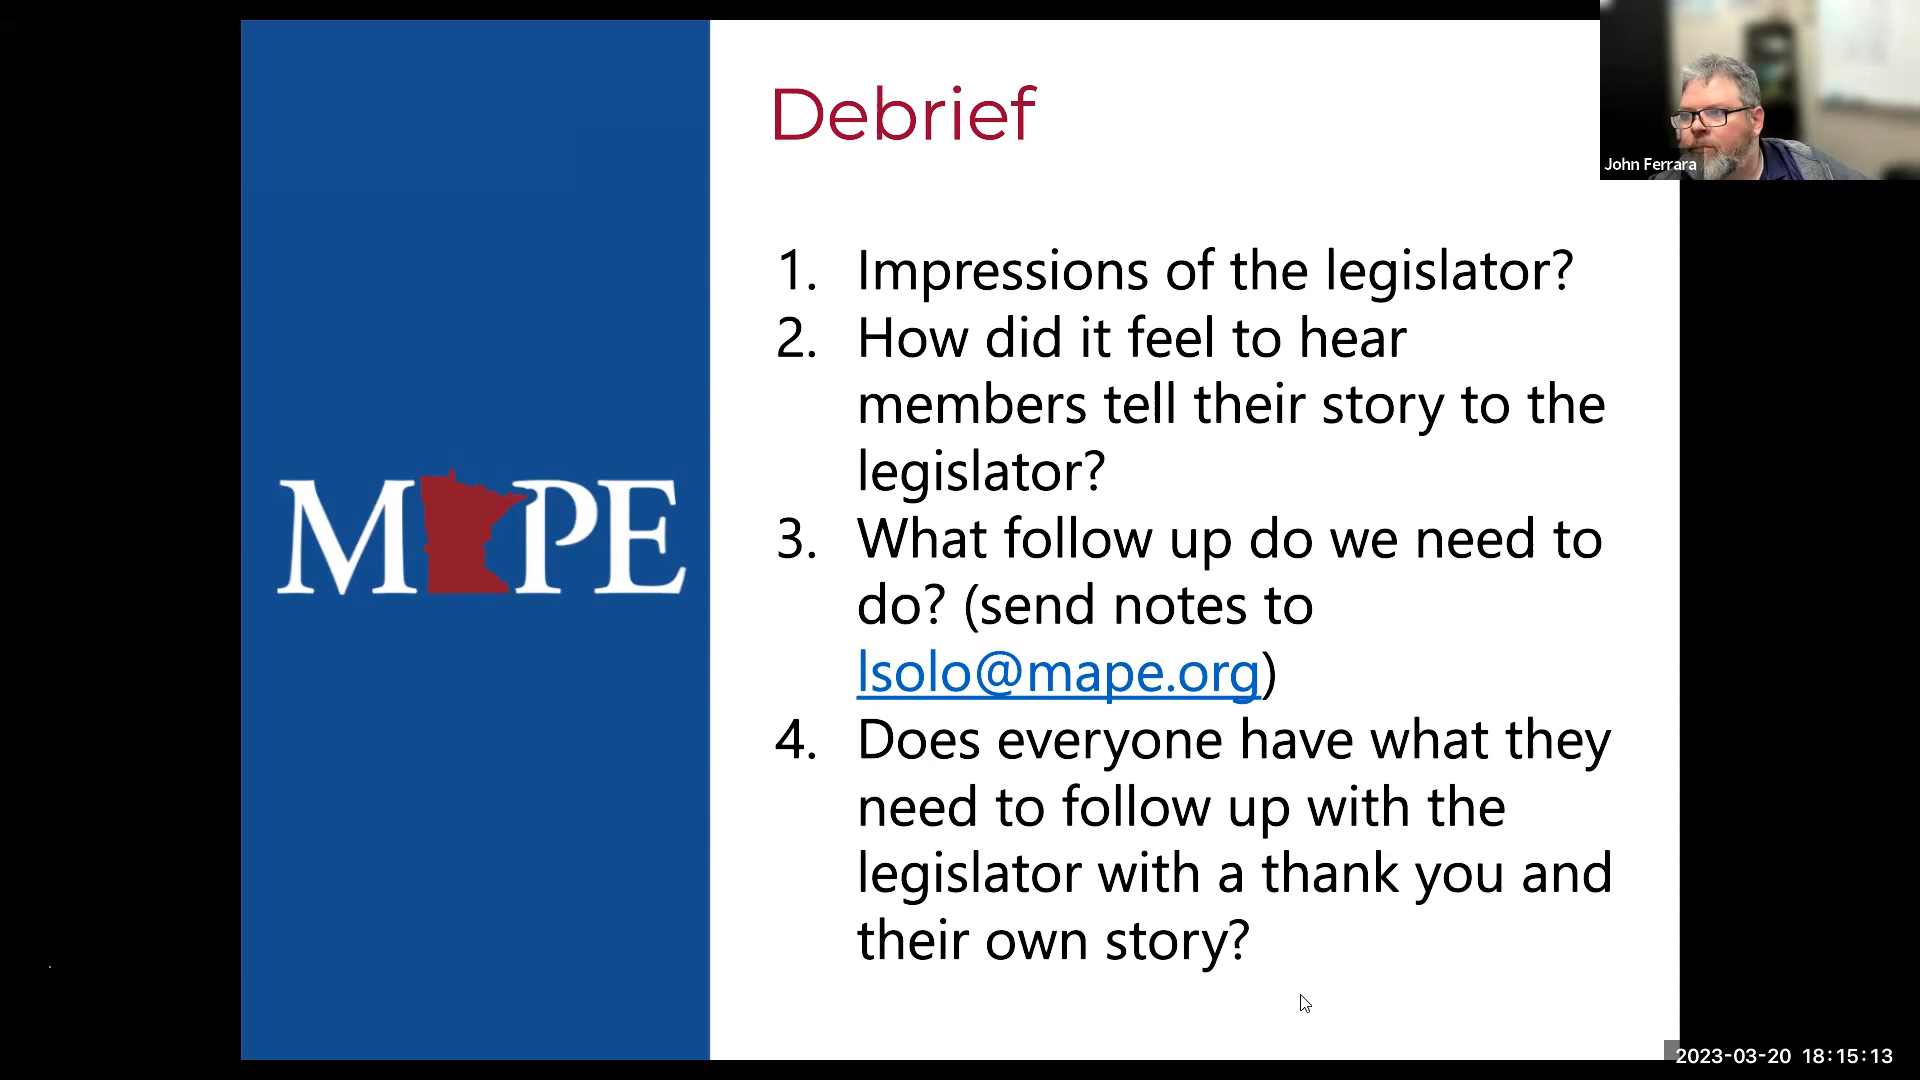 Debrief
John Ferrara
1. Impressions of the legislator?
2. How did it feel to hear
members tell their story to the
legislator?
3. What follow up do we need to
do? (send notes to
lsolo@mape.org)
4. Does everyone have what they
need to follow up with the
legislator with a thank you and
their own story?
M PE
2023-03-20 18:15:13